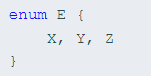 enum E {
    X, Y, Z
}